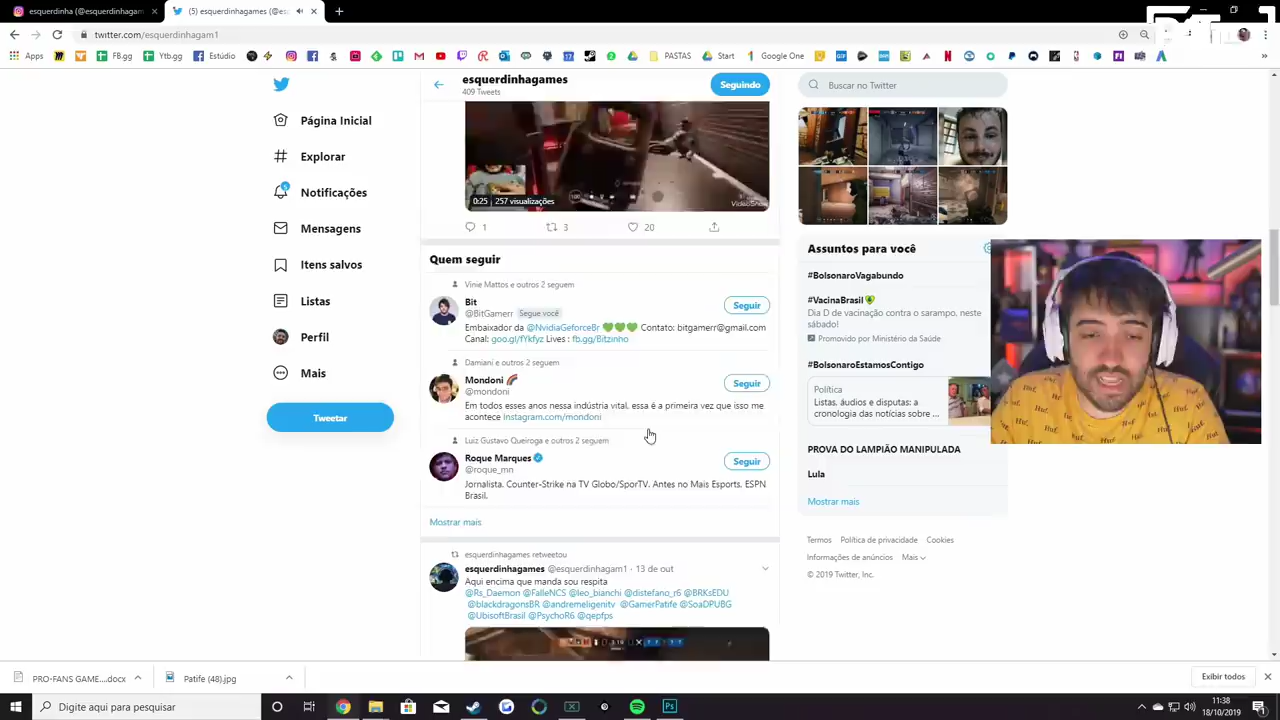 esquerdinha (@esquerdinhagames
(5) esquerdinhagames (@es
twitter.com/esquerdinhagam1
Apps
FB.gg
Ytb.gg
Estúdio
PASTAS
Start
Google One
esquerdinhagames
409 Tweets
Seguindo
Buscar no Twitter
Página Inicial
Explorar
Notificações
Mensagens
Itens salvos
Listas
Perfil
Mais
Tweetar
0:25 | 257 visualizações
VideoShow
1
3
20
Quem seguir
Vinie Mattos e outros 2 seguem
Bit
@BitGamerr Segue você
Seguir
Embaixador da @NvidiaGeforceBr 💚💚💚 Contato: bitgamerr@gmail.com
Canal: goo.gl/fYkfyz Lives : fb.gg/Bitzinho
Damiani e outros 2 seguem
Mondoni 🌈
@mondoni
Seguir
Em todos esses anos nessa indústria vital, essa é a primeira vez que isso me
acontece Instagram.com/mondoni
Luiz Gustavo Queiroga e outros 2 seguem
Roque Marques
@roque_mn
Seguir
Jornalista. Counter-Strike na TV Globo/SporTV. Antes no Mais Esports, ESPN
Brasil.
Mostrar mais
esquerdinhagames retweetou
esquerdinhagames @esquerdinhagam1 · 13 de out
Aqui encima que manda sou respita
@Rs_Daemon @FalleNCS @leo_bianchi @distefano_r6 @BRKsEDU
@blackdragonsBR @andremeligenitv @GamerPatife @SoaDPUBG
@UbisoftBrasil @PsychoR6 @qepfps
Assuntos para você
#BolsonaroVagabundo
#VacinaBrasil
Dia D de vacinação contra o sarampo, neste
sábado!
Promovido por Ministério da Saúde
#BolsonaroEstamosContigo
Política
Listas, áudios e disputas: a
cronologia das notícias sobre ...
PROVA DO LAMPIÃO MANIPULADA
Lula
Mostrar mais
Termos Política de privacidade Cookies
Informações de anúncios Mais
© 2019 Twitter, Inc.
PRO-FANS GAME....docx
Patife (48).jpg
Exibir todos
Digite aqui para pesquisar
11:38
18/10/2019